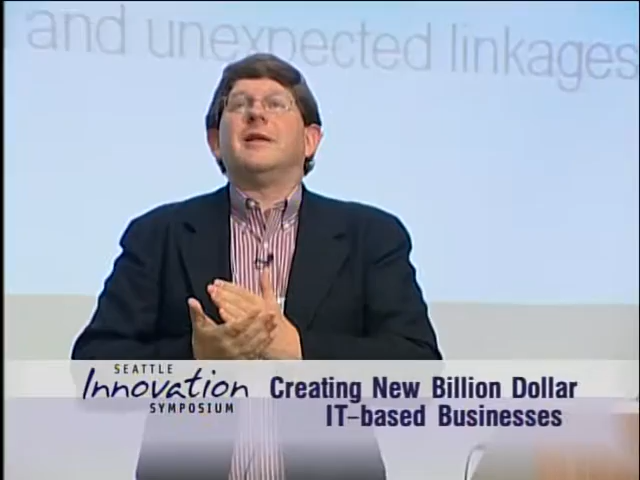 and unexpected linkages
SEATTLE
Innovation
SYMPOSIUM
Creating New Billion Dollar
IT-based Businesses